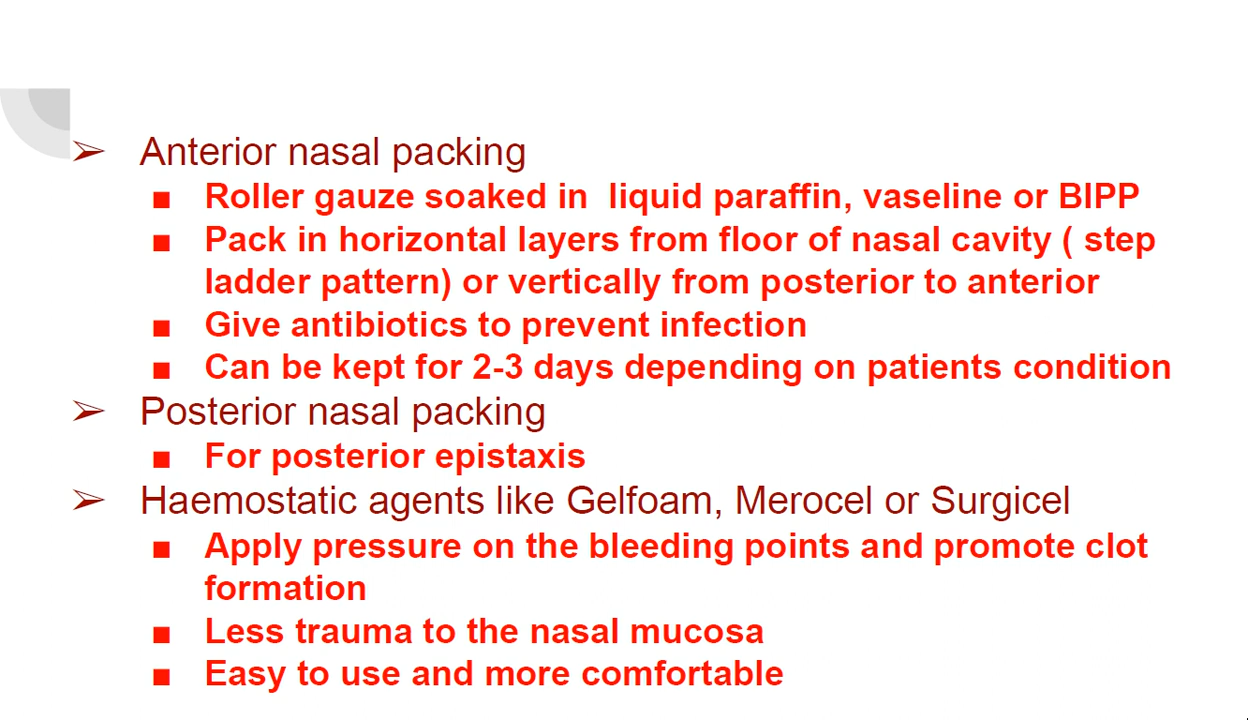 ➢ Anterior nasal packing
■ Roller gauze soaked in  liquid paraffin, vaseline or BIPP
■ Pack in horizontal layers from floor of nasal cavity ( step
ladder pattern) or vertically from posterior to anterior
■ Give antibiotics to prevent infection
■ Can be kept for 2-3 days depending on patients condition
➢ Posterior nasal packing
■ For posterior epistaxis
➢ Haemostatic agents like Gelfoam, Merocel or Surgicel
■ Apply pressure on the bleeding points and promote clot
formation
■ Less trauma to the nasal mucosa
■ Easy to use and more comfortable